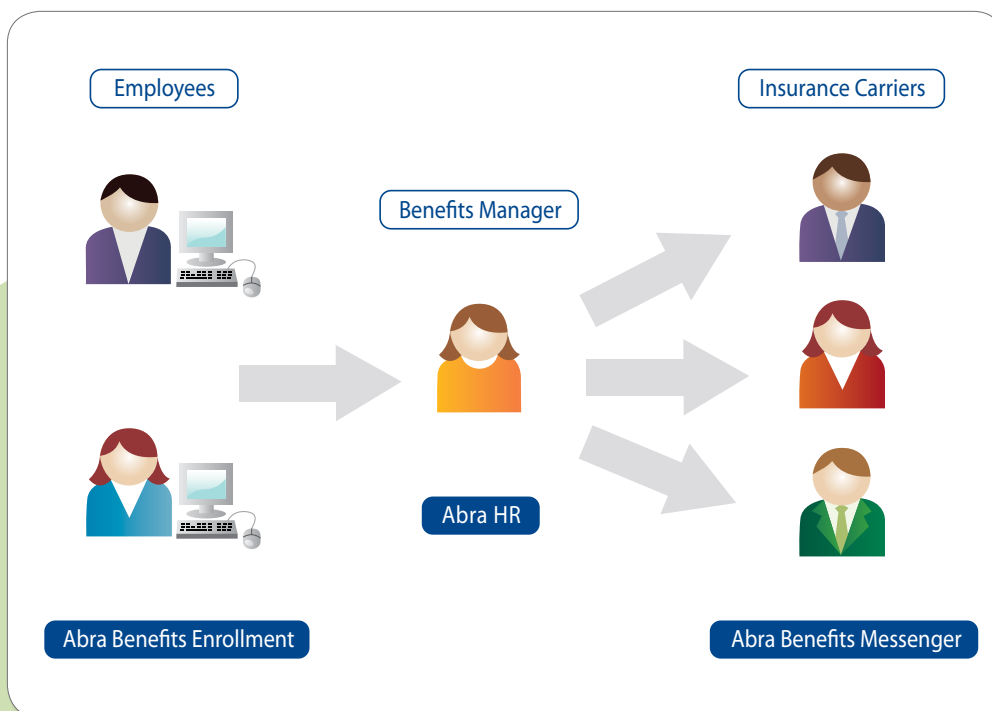 Employees
Insurance Carriers
Benefits Manager
Abra HR
Abra Benefits Enrollment
Abra Benefits Messenger